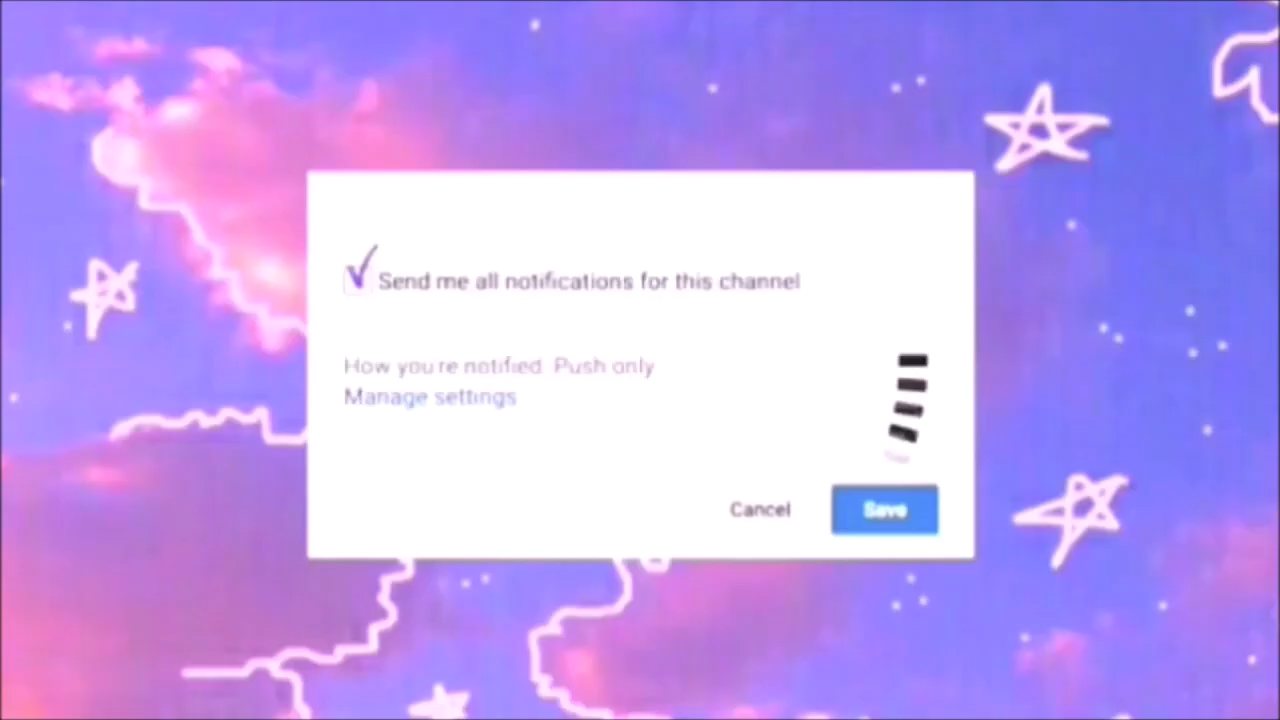 Send me all notifications for this channel
How you're notified. Push only
Manage settings
Cancel
Save